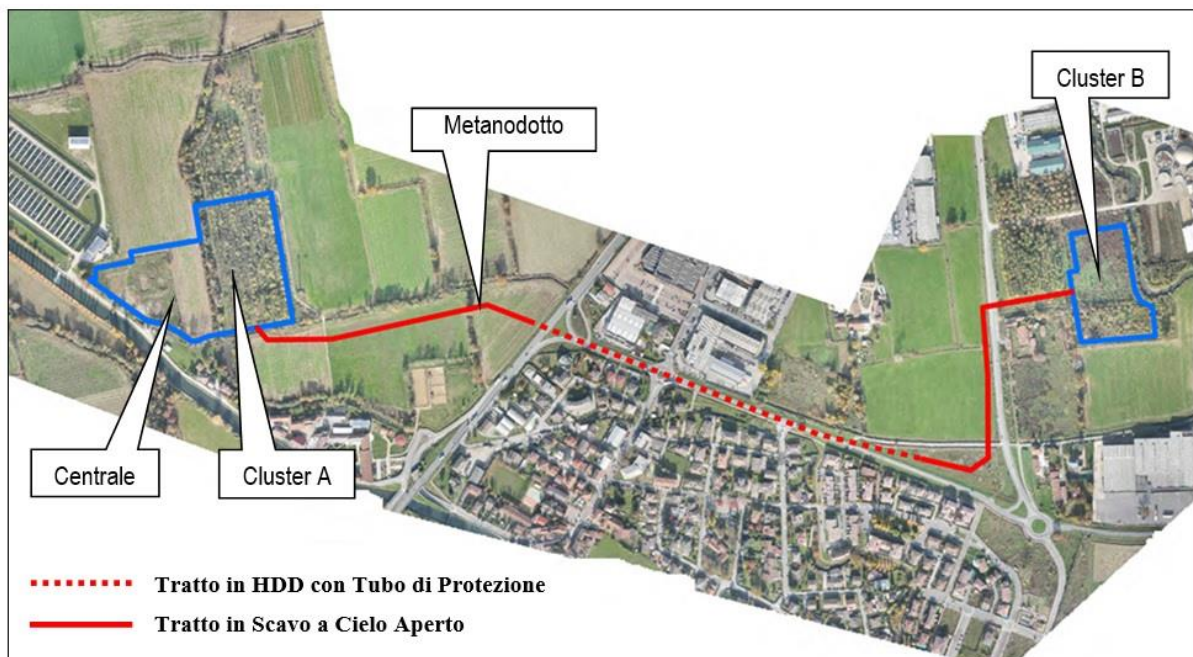 Cluster B
Metanodotto
Centrale
Cluster A
Tratto in HDD con Tubo di Protezione
Tratto in Scavo a Cielo Aperto